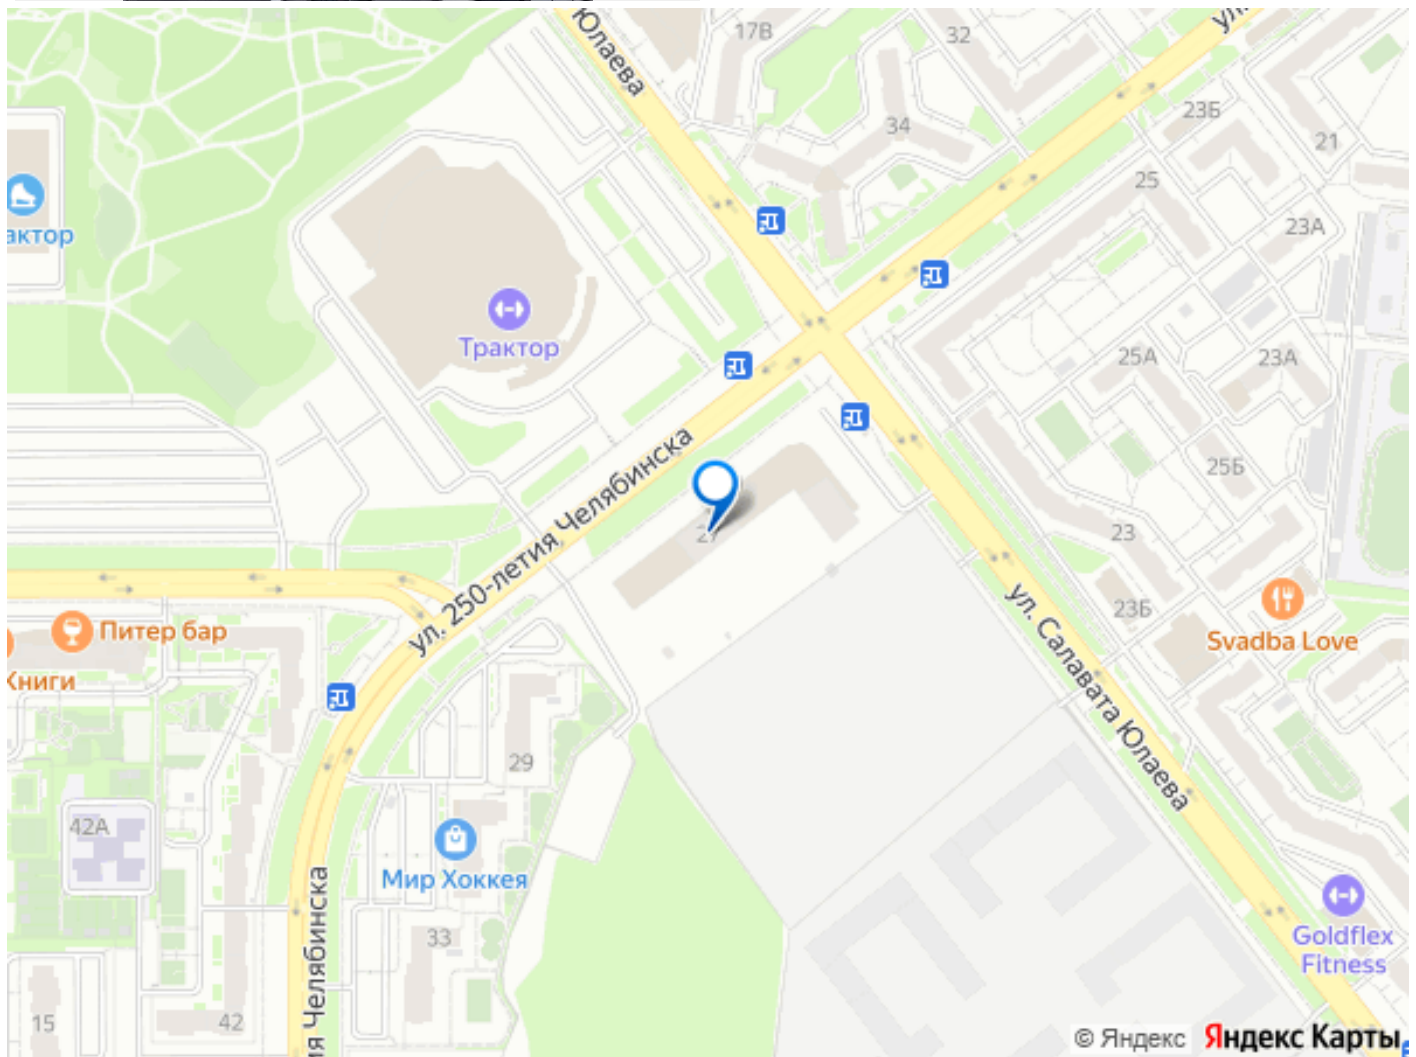 Юлаева
17В
32
ул.
34
23Б
21
25
23А
актор
Трактор
25А
23А
25Б
ул. 250-летия Челябинска
23
23Б
ул. Салавата Юлаева
Svadba Love
Питер бар
Книги
29
42А
Мир Хоккея
33
Goldflex
Fitness
ия Челябинска
15
42
© Яндекс Яндекс Карты